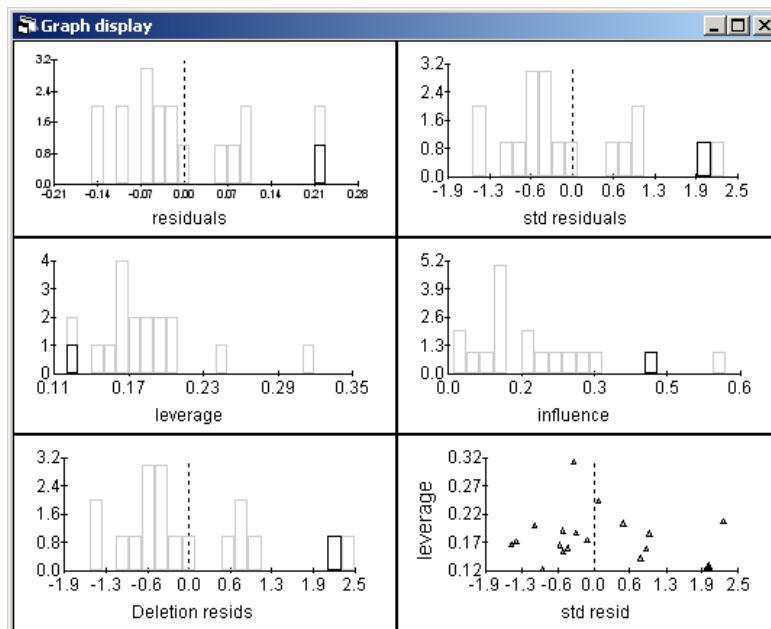 Graph display
3.2
2.4
1.6
0.8
0.0
-0.21 -0.14 -0.07 0.00 0.07 0.14 0.21 0.28
residuals
3.2
2.4
1.6
0.8
0.0
-1.9 -1.3 -0.6 0.0 0.6 1.3 1.9 2.5
std residuals
4
3
2
1
0
0.11 0.17 0.23 0.29 0.35
leverage
5.2
3.9
2.6
1.3
0.0
0.0 0.2 0.3 0.5 0.6
influence
3.2
2.4
1.6
0.8
0.0
-1.9 -1.3 -0.6 0.0 0.6 1.3 1.9 2.5
Deletion resids
leverage
0.32
0.27
0.22
0.17
0.12
-1.9 -1.3 -0.6 0.0 0.6 1.3 1.9 2.5
std resid